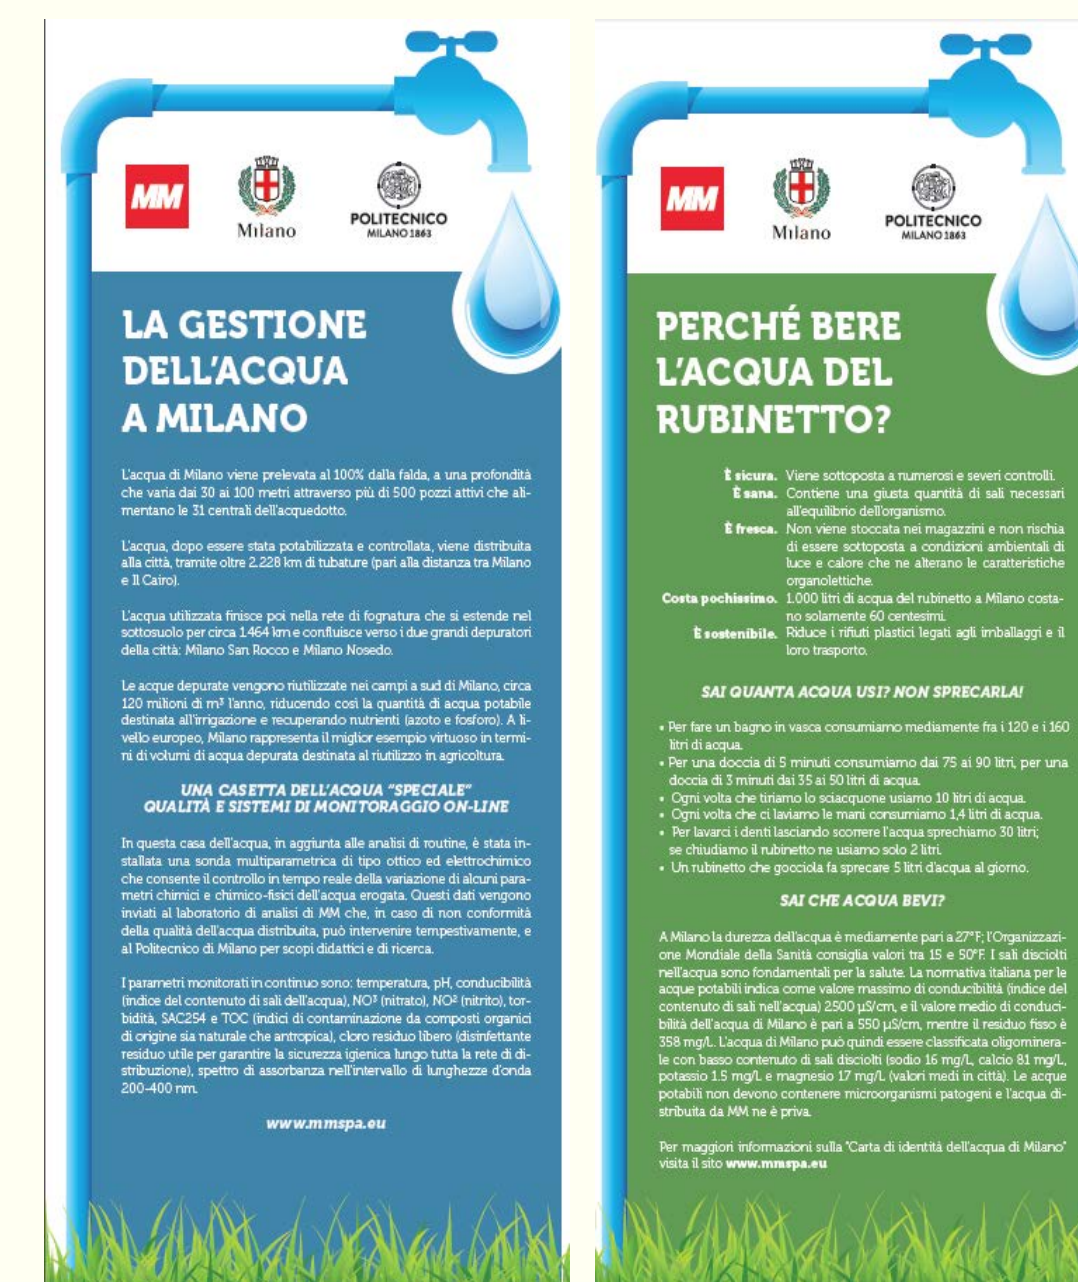 MM
Milano
POLITECNICO
MILANO 1863
LA GESTIONE
DELL'ACQUA
A MILANO
L'acqua di Milano viene prelevata al 100% dalla falda, a una profondità
che varia dai 30 ai 100 metri attraverso più di 500 pozzi attivi che ali-
mentano le 31 centrali dell'acquedotto.
L'acqua, dopo essere stata potabilizzata e controllata, viene distribuita
alla città, tramite oltre 2.228 km di tubature (pari alla distanza tra Milano
e Il Cairo).
L'acqua utilizzata finisce poi nella rete di fognatura che si estende nel
sottosuolo per circa 1.464 km e confluisce verso i due grandi depuratori
della città: Milano San Rocco e Milano Nosedo.
Le acque depurate vengono riutilizzate nei campi a sud di Milano, circa
120 milioni di m³ l'anno, riducendo così la quantità di acqua potabile
destinata all'irrigazione e recuperando nutrienti (azoto e fosforo). A li-
vello europeo, Milano rappresenta il miglior esempio virtuoso in termi-
ni di volumi di acqua depurata destinata al riutilizzo in agricoltura.
UNA CASETTA DELL'ACQUA "SPECIALE"
QUALITÀ E SISTEMI DI MONITORAGGIO ON-LINE
In questa casa dell'acqua, in aggiunta alle analisi di routine, è stata in-
stallata una sonda multiparametrica di tipo ottico ed elettrochimico
che consente il controllo in tempo reale della variazione di alcuni para-
metri chimici e chimico-fisici dell'acqua erogata. Questi dati vengono
inviati al laboratorio di analisi di MM che, in caso di non conformità
della qualità dell'acqua distribuita, può intervenire tempestivamente, e
al Politecnico di Milano per scopi didattici e di ricerca.
I parametri monitorati in continuo sono: temperatura, pH, conducibilità
(indice del contenuto di sali dell'acqua), NO³ (nitrato), NO² (nitrito), tor-
bidità, SAC254 e TOC (indici di contaminazione da composti organici
di origine sia naturale che antropica), cloro residuo libero (disinfettante
residuo utile per garantire la sicurezza igienica lungo tutta la rete di di-
stribuzione), spettro di assorbanza nell'intervallo di lunghezze d'onda
200-400 nm.
www.mmspa.eu
MM
Milano
POLITECNICO
MILANO 1863
PERCHÉ BERE
L'ACQUA DEL
RUBINETTO?
È sicura. Viene sottoposta a numerosi e severi controlli.
È sana. Contiene una giusta quantità di sali necessari
all'equilibrio dell'organismo.
È fresca. Non viene stoccata nei magazzini e non rischia
di essere sottoposta a condizioni ambientali di
luce e calore che ne alterano le caratteristiche
organolettiche.
Costa pochissimo. 1.000 litri di acqua del rubinetto a Milano costa-
no solamente 60 centesimi.
È sostenibile. Riduce i rifiuti plastici legati agli imballaggi e il
loro trasporto.
SAI QUANTA ACQUA USI? NON SPRECARLA!
• Per fare un bagno in vasca consumiamo mediamente fra i 120 e i 160
litri di acqua.
• Per una doccia di 5 minuti consumiamo dai 75 ai 90 litri, per una
doccia di 3 minuti dai 35 ai 50 litri di acqua.
• Ogni volta che tiriamo lo sciacquone usiamo 10 litri di acqua.
• Ogni volta che ci laviamo le mani consumiamo 1,4 litri di acqua.
• Per lavarci i denti lasciando scorrere l'acqua sprechiamo 30 litri;
se chiudiamo il rubinetto ne usiamo solo 2 litri.
• Un rubinetto che gocciola fa sprecare 5 litri d'acqua al giorno.
SAI CHE ACQUA BEVI?
A Milano la durezza dell'acqua è mediamente pari a 27°F; l'Organizzazi-
one Mondiale della Sanità consiglia valori tra 15 e 50°F. I sali disciolti
nell'acqua sono fondamentali per la salute. La normativa italiana per le
acque potabili indica come valore massimo di conducibilità (indice del
contenuto di sali nell'acqua) 2500 µS/cm, e il valore medio di conduci-
bilità dell'acqua di Milano è pari a 550 µS/cm, mentre il residuo fisso è
358 mg/L. L'acqua di Milano può quindi essere classificata oligominera-
le con basso contenuto di sali disciolti (sodio 16 mg/L, calcio 81 mg/L,
potassio 1.5 mg/L e magnesio 17 mg/L (valori medi in città). Le acque
potabili non devono contenere microorganismi patogeni e l'acqua di-
stribuita da MM ne è priva.
Per maggiori informazioni sulla "Carta di identità dell'acqua di Milano"
visita il sito www.mmspa.eu